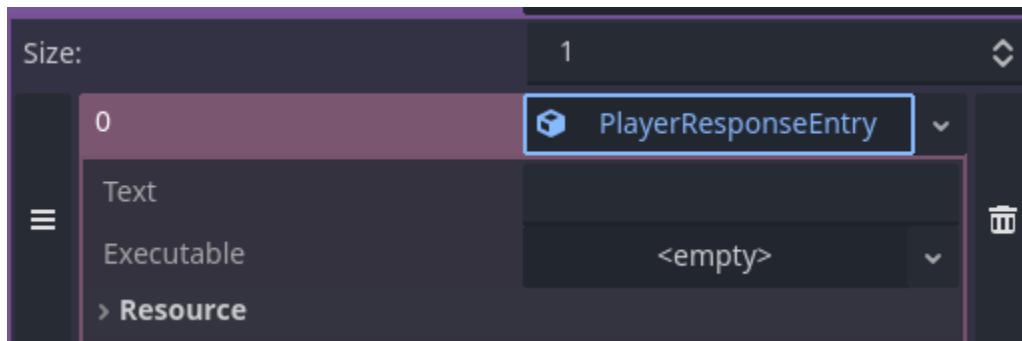 Size: 1
0 PlayerResponseEntry
Text
Executable <empty>
Resource